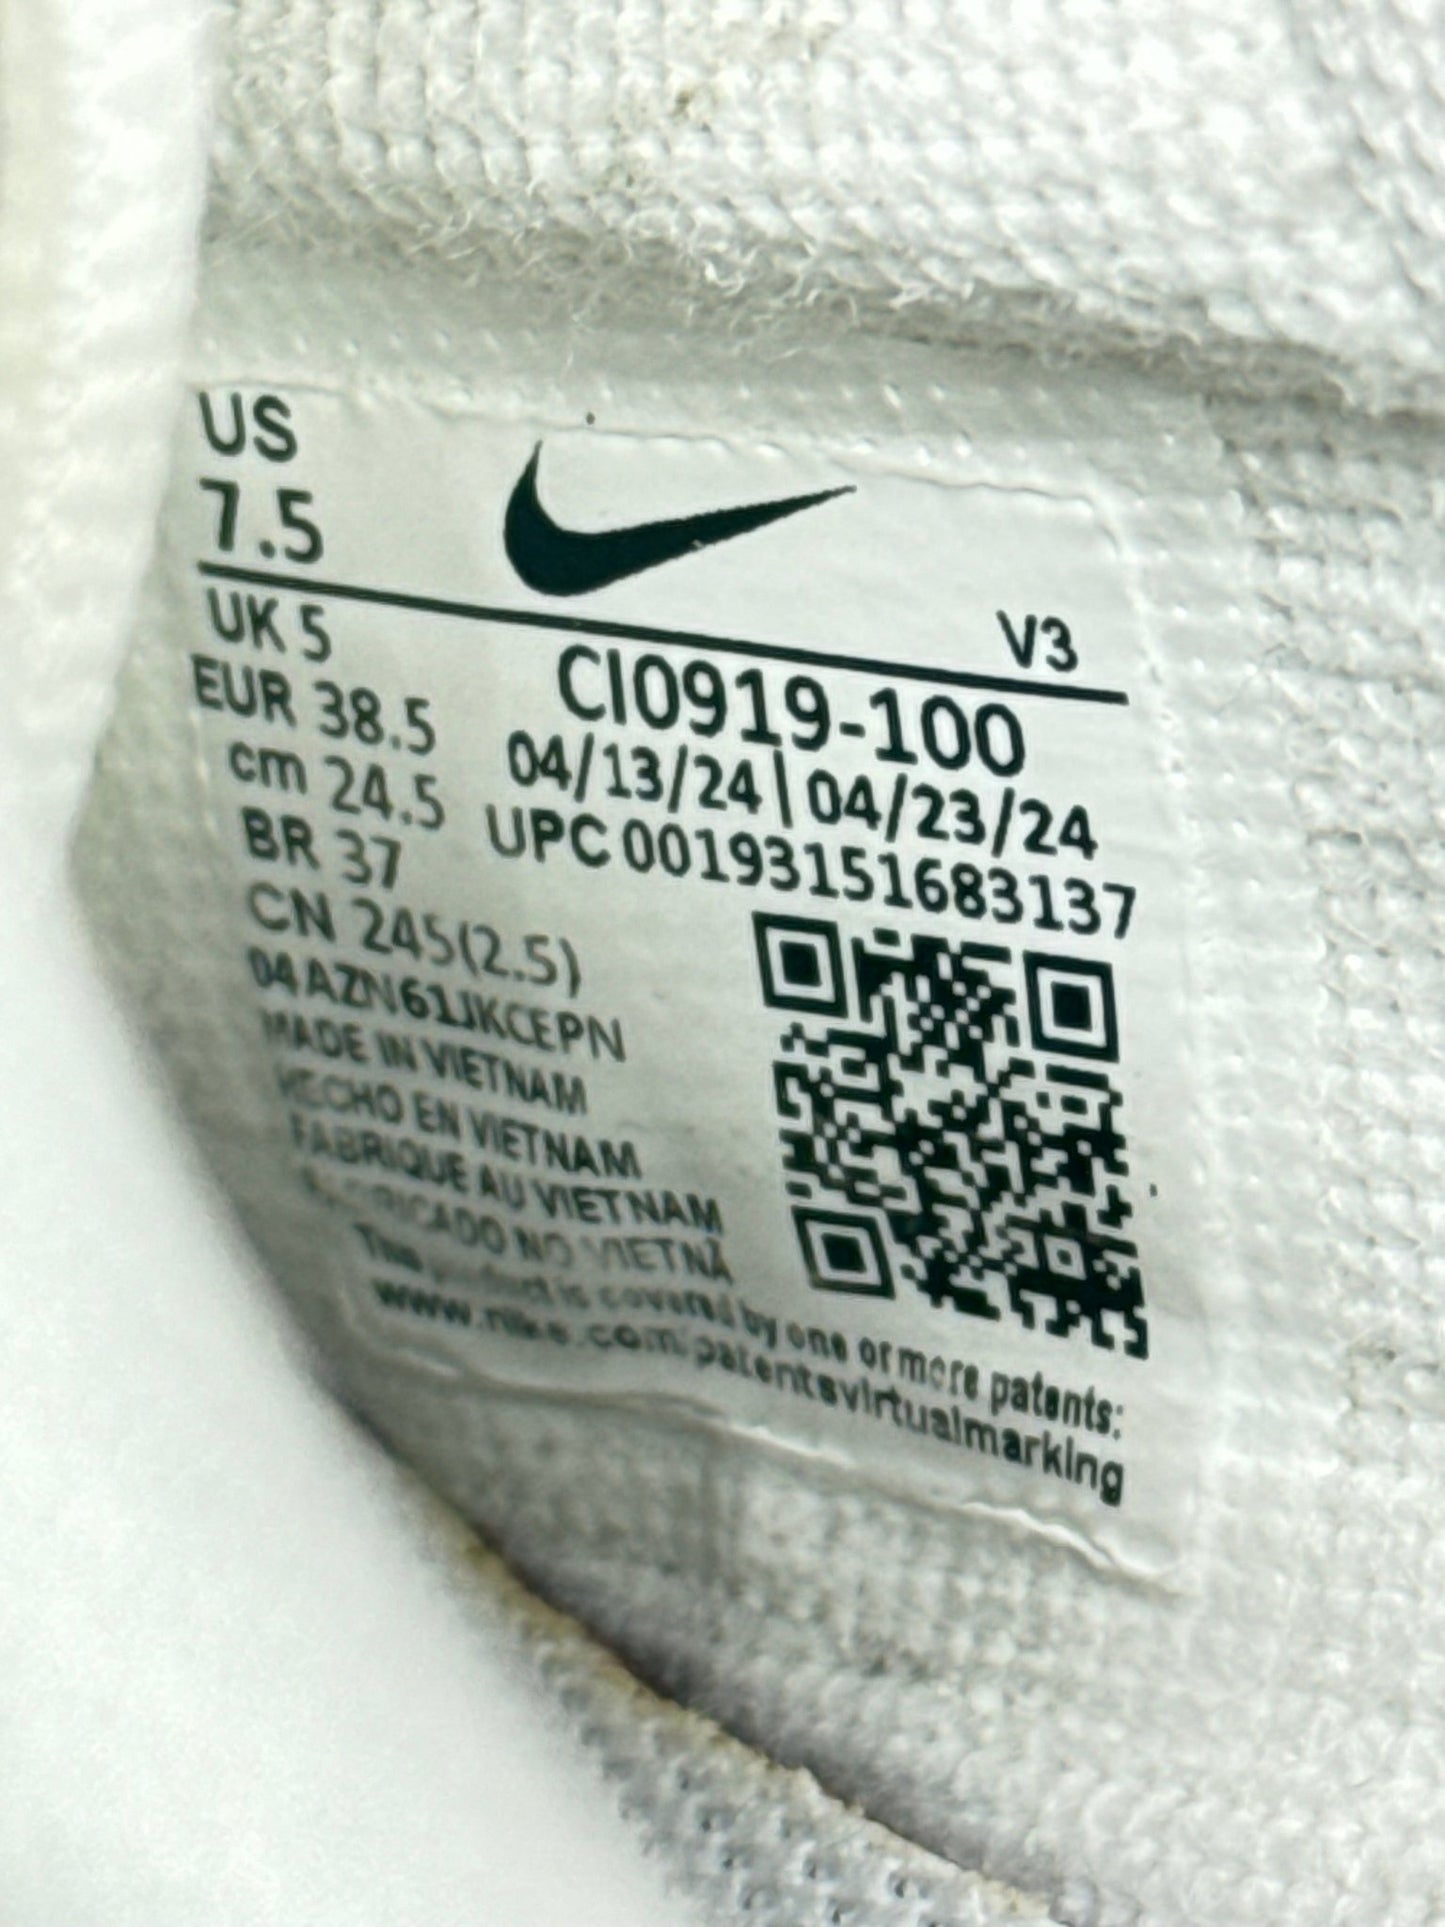 US
7.5
V3
UK 5
EUR 38.5
cm 24.5
BR 37
CN 245(2.5)
CI0919-100
04/13/24 | 04/23/24
UPC 00193151683137
04AZN61JKCEPN
MADE IN VIETNAM
HECHO EN VIETNAM
FABRIQUE AU VIETNAM
FABRICADO NO VIETNÃ
This product is covered by one or more patents:
www.nike.com/patentsvirtualmarking